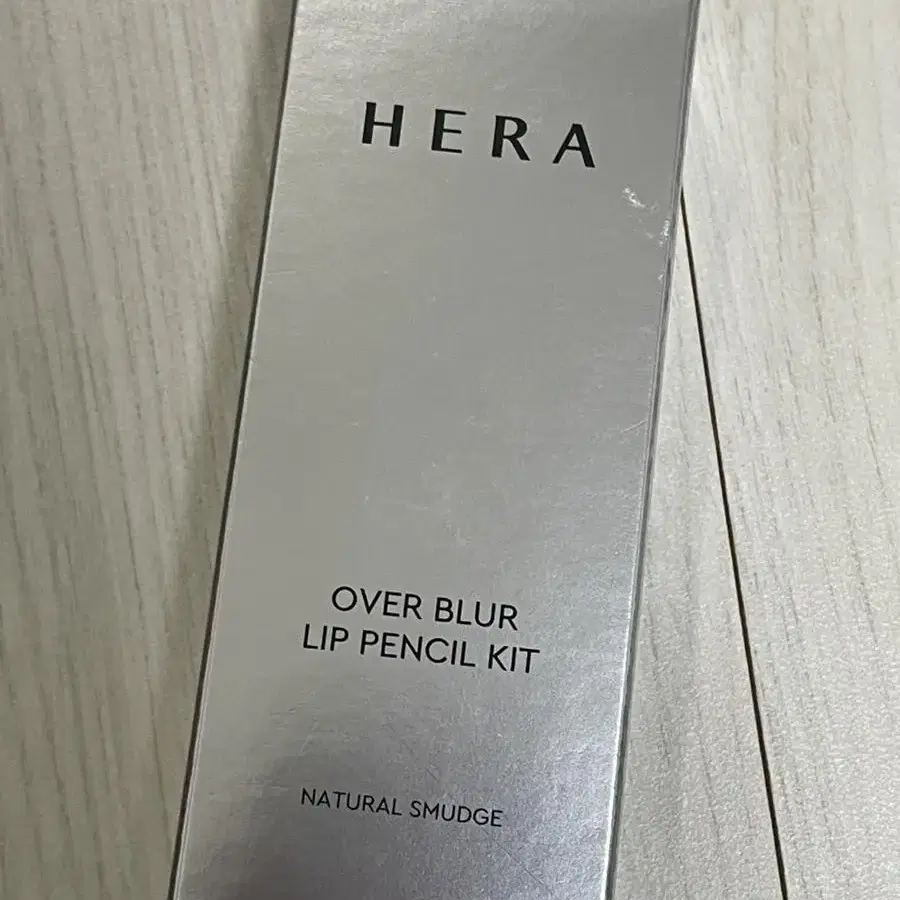 HERA
OVER BLUR
LIP PENCIL KIT
NATURAL SMUDGE